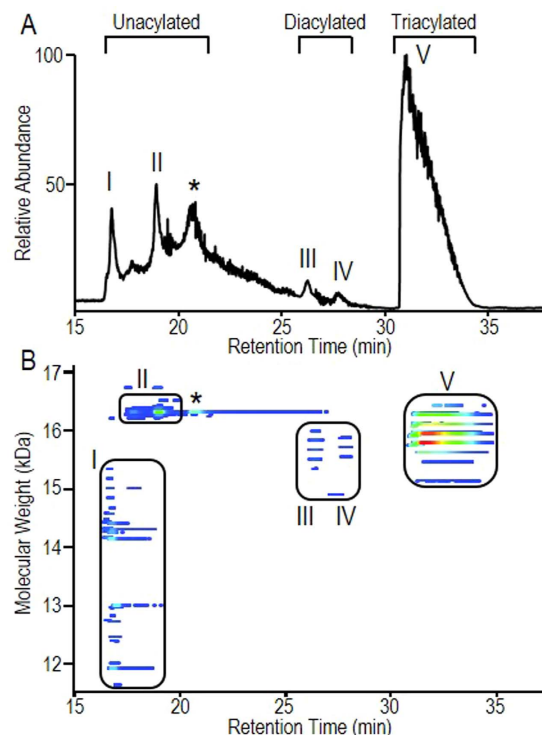 A
Unacylated Diacylated Triacylated
V
100
II
I
*
50
III
IV
Relative Abundance
15 20 25 30 35
Retention Time (min)
B
17
II
*
V
16
I
15
III IV
14
13
12
Molecular Weight (kDa)
15 20 25 30 35
Retention Time (min)